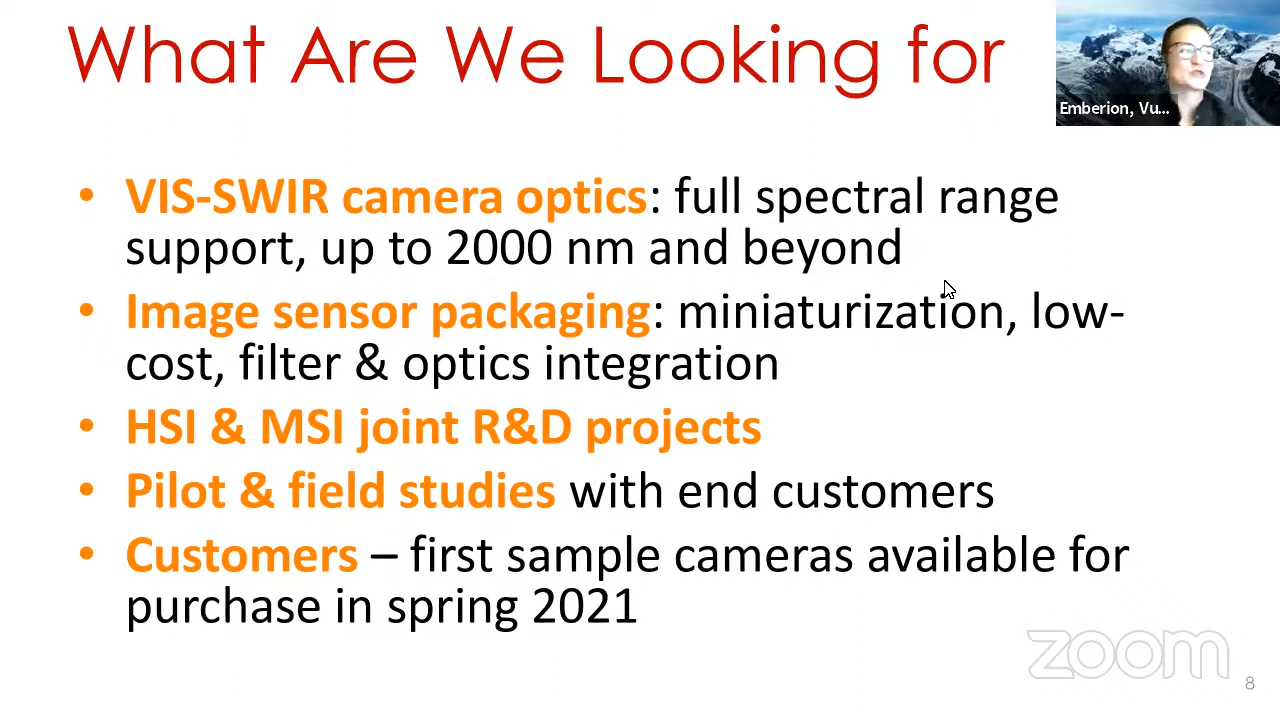 What Are We Looking for
Emberion, Vu...
• VIS-SWIR camera optics: full spectral range
support, up to 2000 nm and beyond
• Image sensor packaging: miniaturization, low-
cost, filter & optics integration
• HSI & MSI joint R&D projects
• Pilot & field studies with end customers
• Customers – first sample cameras available for
purchase in spring 2021
zoom
8